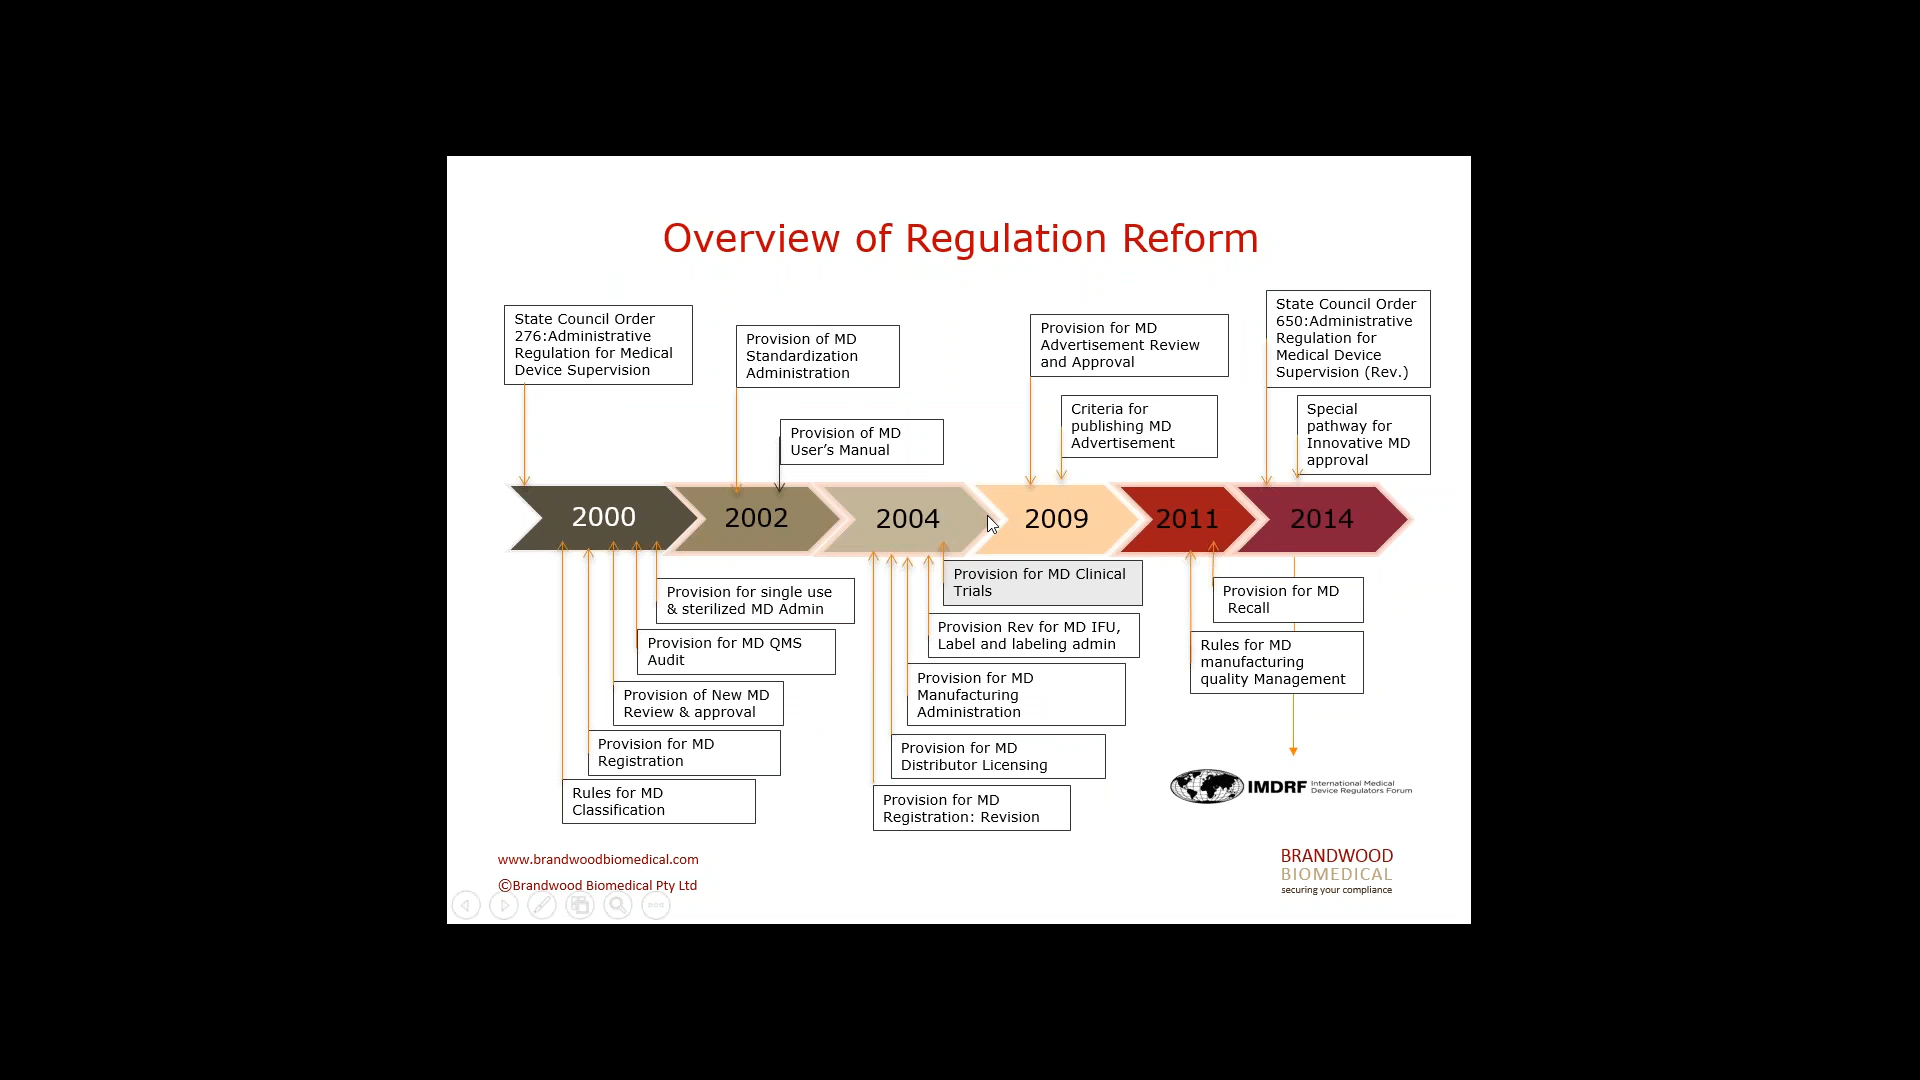 Overview of Regulation Reform
State Council Order
276:Administrative
Regulation for Medical
Device Supervision
Provision of MD
Standardization
Administration
Provision of MD
User's Manual
Provision for MD
Advertisement Review
and Approval
Criteria for
publishing MD
Advertisement
State Council Order
650:Administrative
Regulation for
Medical Device
Supervision (Rev.)
Special
pathway for
Innovative MD
approval
2000
2002
2004
2009
2011
2014
Provision for single use
& sterilized MD Admin
Provision for MD QMS
Audit
Provision of New MD
Review & approval
Provision for MD
Registration
Rules for MD
Classification
Provision for MD Clinical
Trials
Provision Rev for MD IFU,
Label and labeling admin
Provision for MD
Manufacturing
Administration
Provision for MD
Distributor Licensing
Provision for MD
Registration: Revision
Provision for MD
Recall
Rules for MD
manufacturing
quality Management
IMDRF
International Medical
Device Regulators Forum
www.brandwoodbiomedical.com
©Brandwood Biomedical Pty Ltd
BRANDWOOD
BIOMEDICAL
securing your compliance